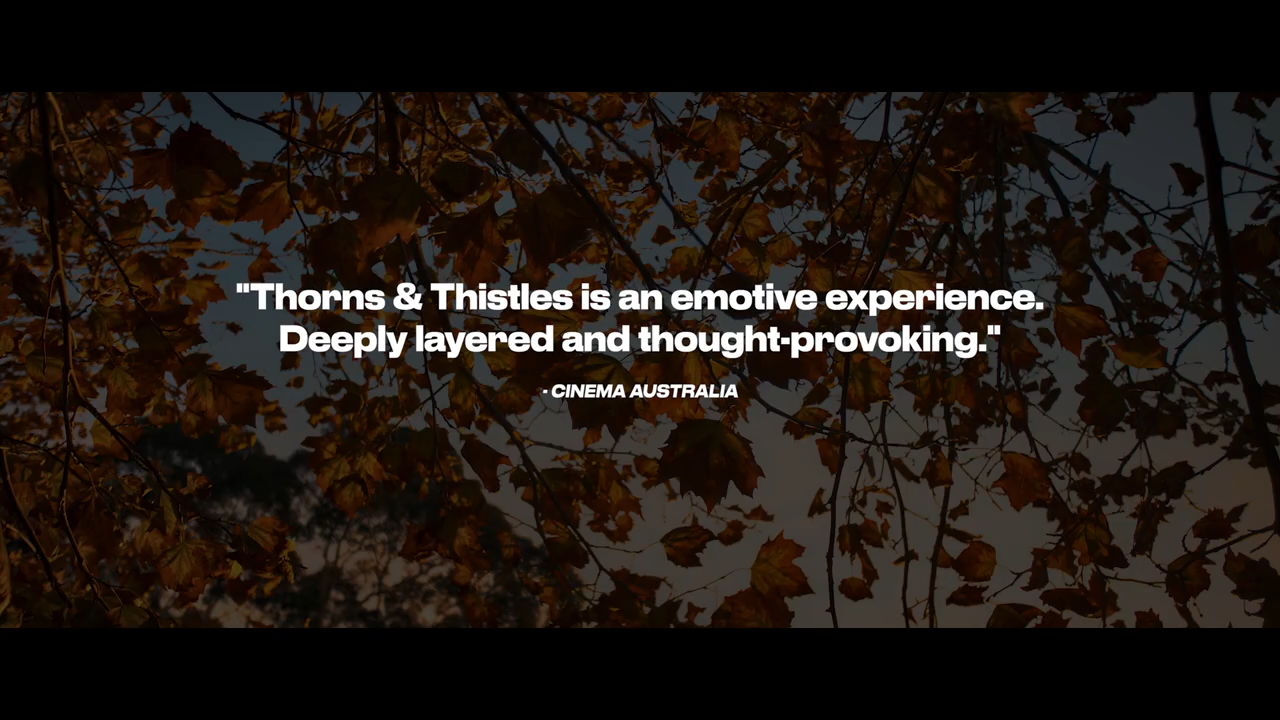 "Thorns & Thistles is an emotive experience.
Deeply layered and thought-provoking."
- CINEMA AUSTRALIA